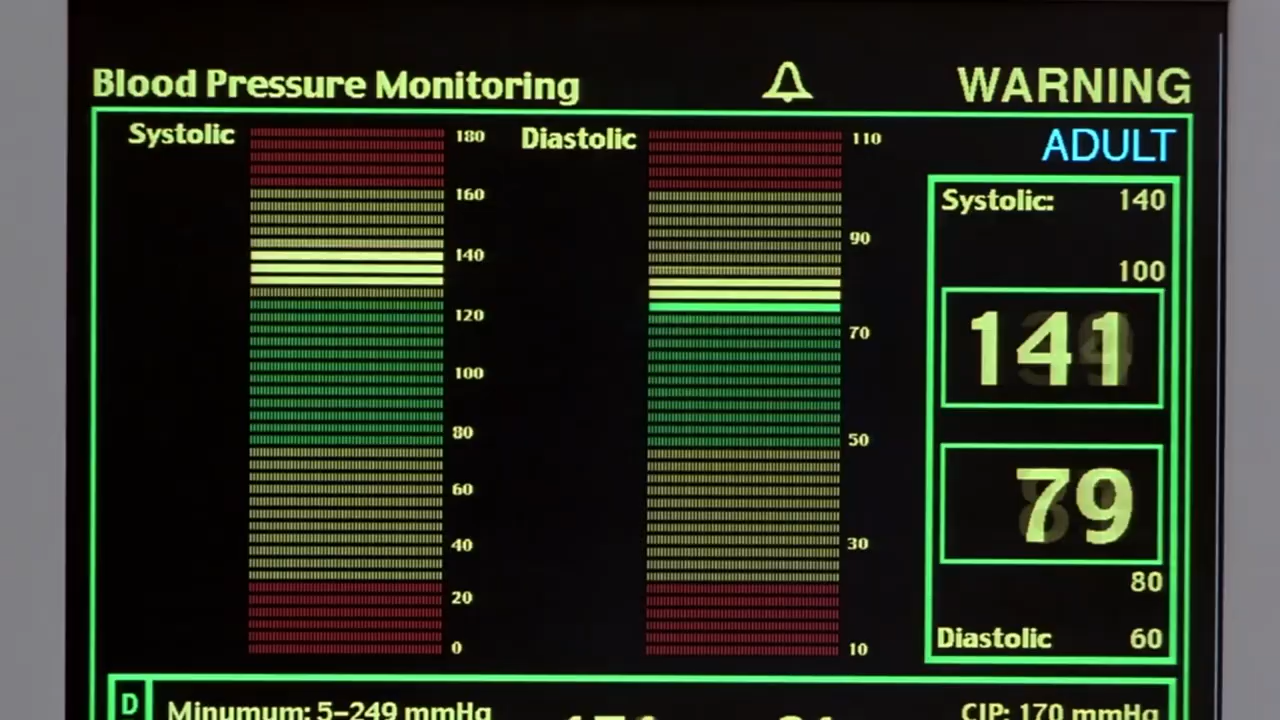 Blood Pressure Monitoring
WARNING
ADULT
Systolic
180
160
140
120
100
80
60
40
20
0
Diastolic
110
90
70
50
30
10
Systolic: 140
100
141
79
80
Diastolic 60
D
Minumum: 5-249 mmHg
CIP: 170 mmHg